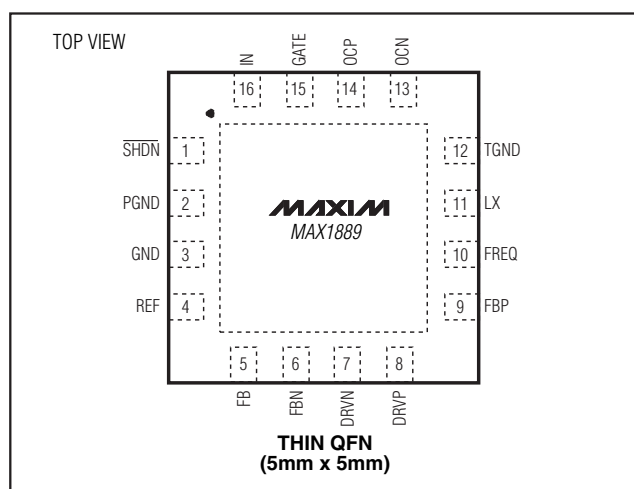 TOP VIEW
IN
GATE
OCP
OCN
16
15
14
13
SHDN
1
12
TGND
PGND
2
MAXIM
11
LX
MAX1889
GND
3
10
FREQ
REF
4
9
FBP
5
6
7
8
FB
FBN
DRVN
DRVP
THIN QFN
(5mm x 5mm)